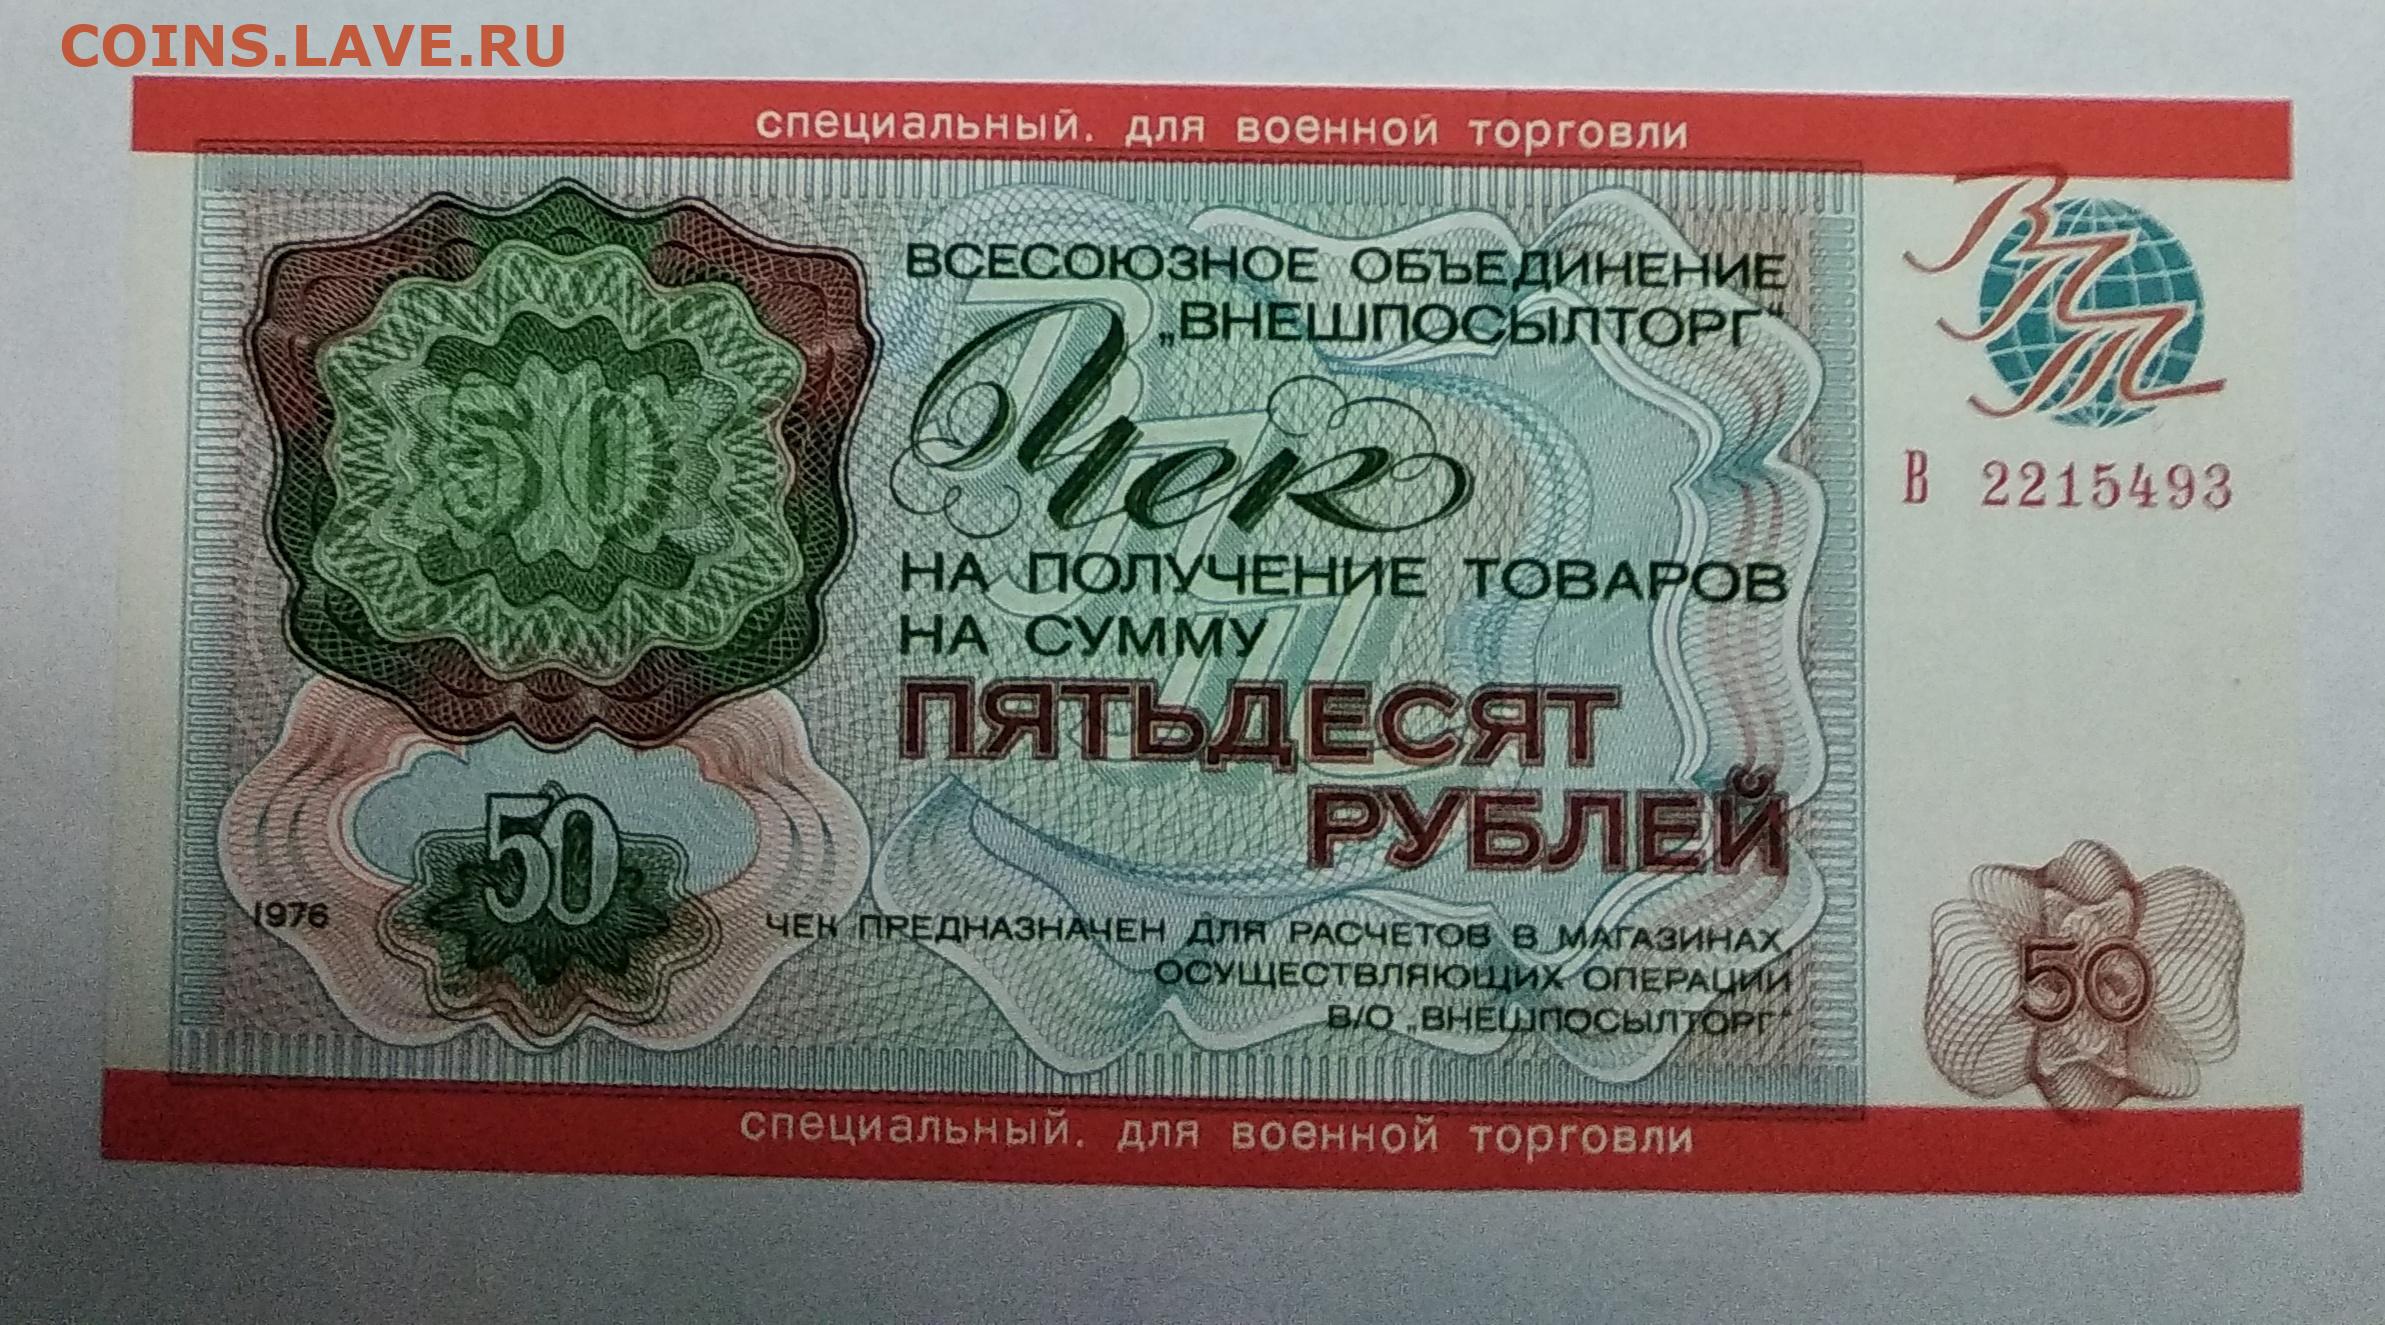 COINS.LAVE.RU
специальный. для военной торговли
ВСЕСОЮЗНОЕ ОБЪЕДИНЕНИЕ
„ВНЕШПОСЫЛТОРГ“
ВПТ
50
Чек
В 2215493
НА ПОЛУЧЕНИЕ ТОВАРОВ
НА СУММУ
ПЯТЬДЕСЯТ
РУБЛЕЙ
50
1976
ЧЕК ПРЕДНАЗНАЧЕН ДЛЯ РАСЧЕТОВ В МАГАЗИНАХ
ОСУЩЕСТВЛЯЮЩИХ ОПЕРАЦИИ
В/О „ВНЕШПОСЫЛТОРГ“
50
специальный. для военной торговли